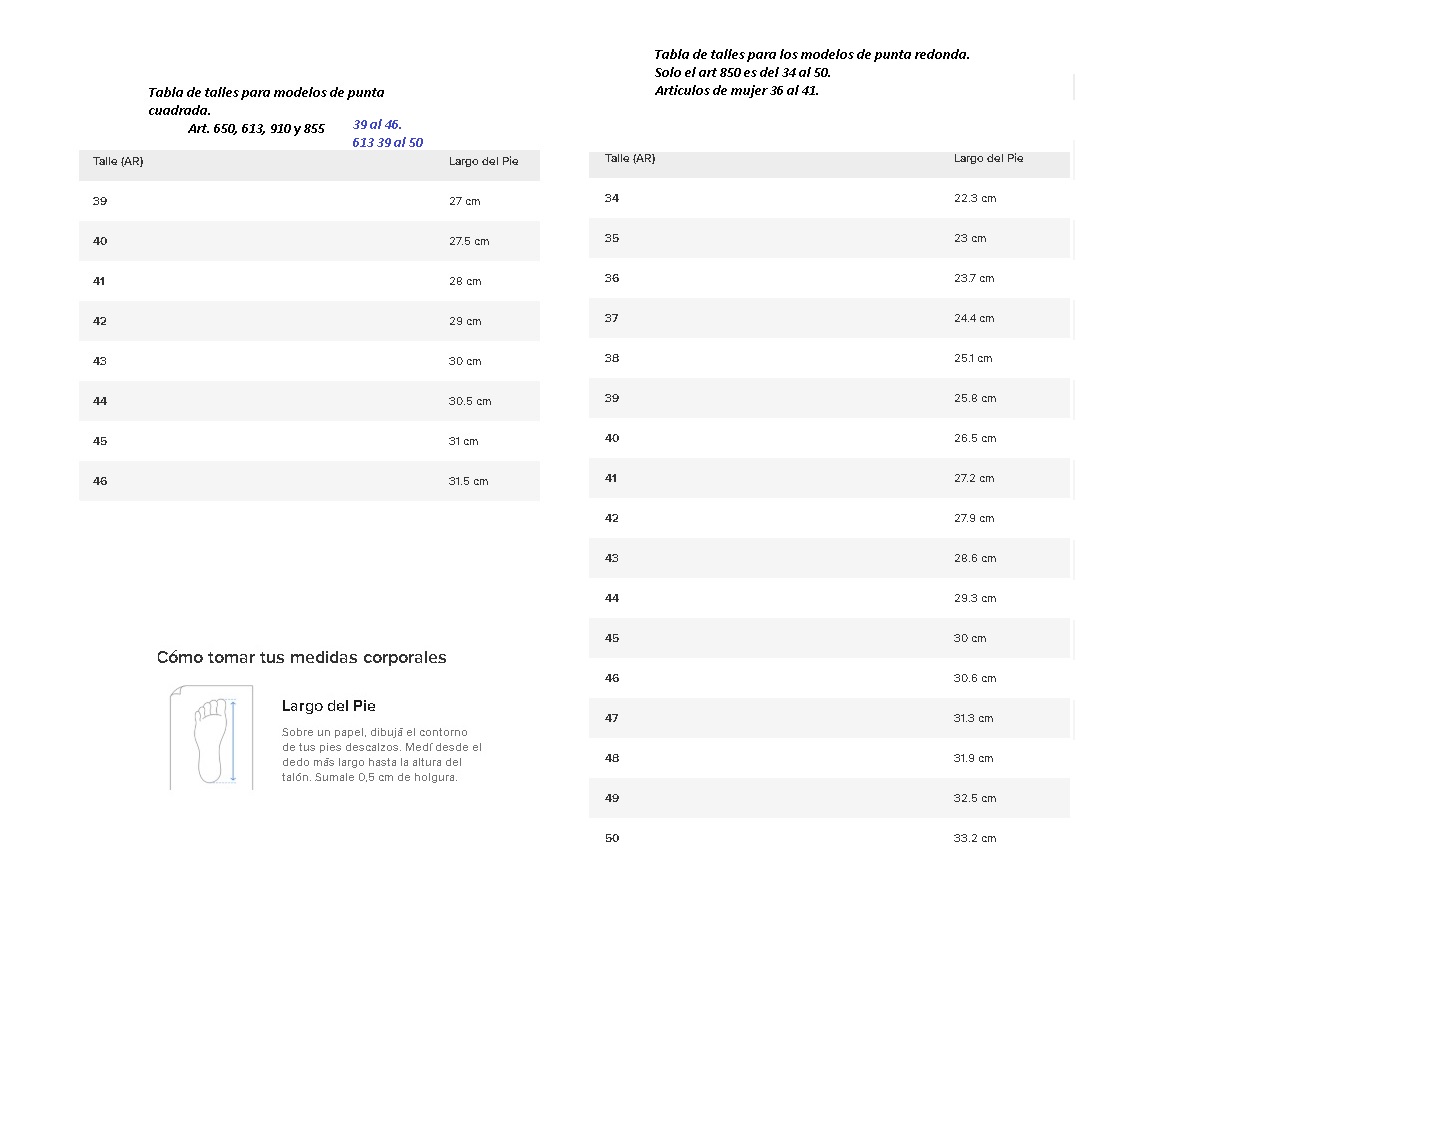 Tabla de talles para modelos de punta
cuadrada.
Art. 650, 613, 910 y 855
39 al 46.
613 39 al 50
Talle (AR) Largo del Pie
39 27 cm
40 27.5 cm
41 28 cm
42 29 cm
43 30 cm
44 30.5 cm
45 31 cm
46 31.5 cm
Cómo tomar tus medidas corporales
Largo del Pie
Sobre un papel, dibujá el contorno
de tus pies descalzos. Medí desde el
dedo más largo hasta la altura del
talón. Sumale 0,5 cm de holgura.
Tabla de talles para los modelos de punta redonda.
Solo el art 850 es del 34 al 50.
Articulos de mujer 36 al 41.
Talle (AR) Largo del Pie
34 22.3 cm
35 23 cm
36 23.7 cm
37 24.4 cm
38 25.1 cm
39 25.8 cm
40 26.5 cm
41 27.2 cm
42 27.9 cm
43 28.6 cm
44 29.3 cm
45 30 cm
46 30.6 cm
47 31.3 cm
48 31.9 cm
49 32.5 cm
50 33.2 cm